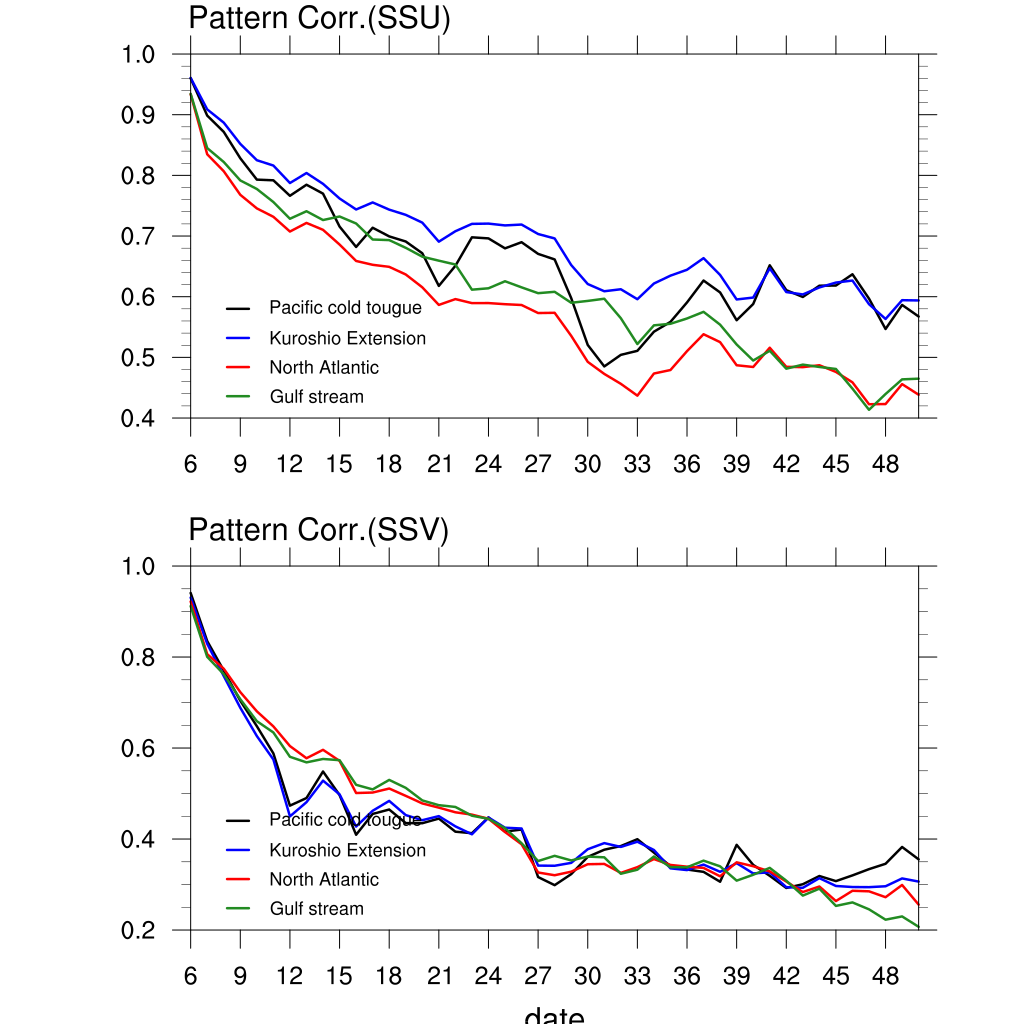 Pattern Corr.(SSU)
1.0
0.9
0.8
0.7
0.6
0.5
0.4
Pacific cold tougue
Kuroshio Extension
North Atlantic
Gulf stream
6 9 12 15 18 21 24 27 30 33 36 39 42 45 48
Pattern Corr.(SSV)
1.0
0.8
0.6
0.4
0.2
Pacific cold tougue
Kuroshio Extension
North Atlantic
Gulf stream
6 9 12 15 18 21 24 27 30 33 36 39 42 45 48
date